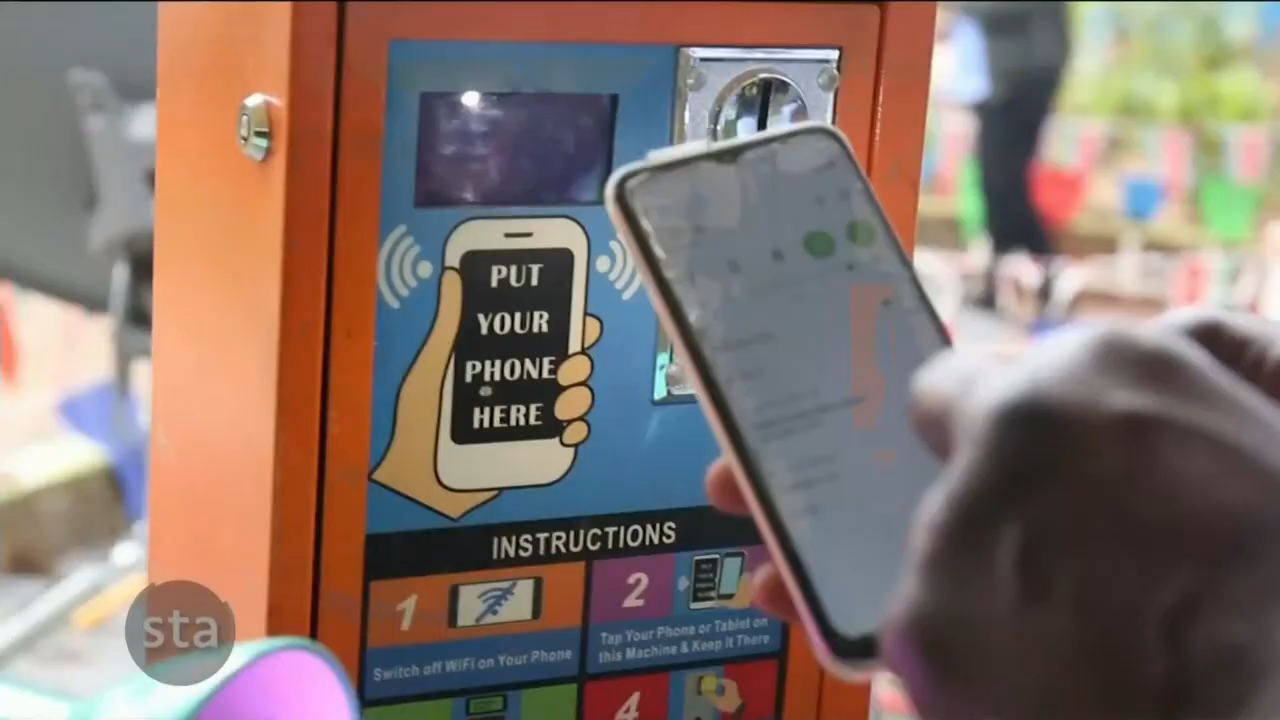 PUT
YOUR
PHONE
HERE
INSTRUCTIONS
1
Switch off WiFi on Your Phone
2
Tap Your Phone or Tablet on
this Machine & Keep it There
4
sta